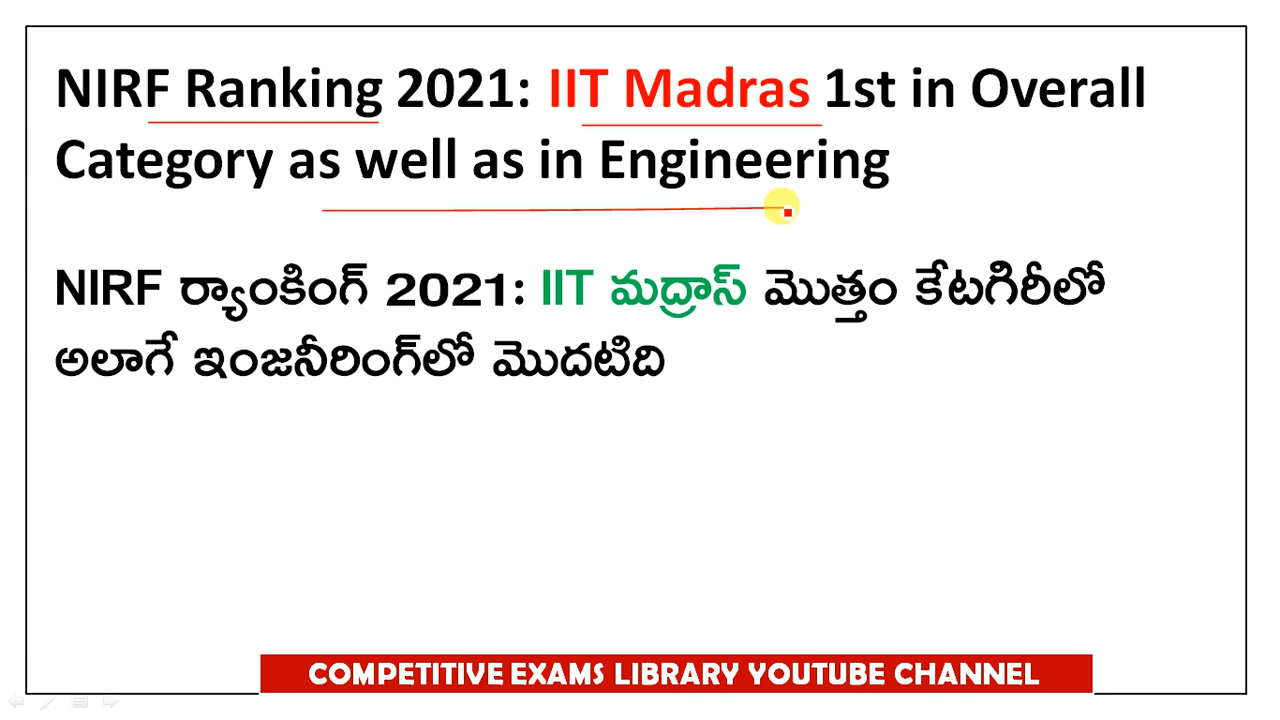 NIRF Ranking 2021: IIT Madras 1st in Overall
Category as well as in Engineering
NIRF ర్యాంకింగ్ 2021: IIT మద్రాస్ మొత్తం కేటగిరీలో
అలాగే ఇంజనీరింగ్‌లో మొదటిది
COMPETITIVE EXAMS LIBRARY YOUTUBE CHANNEL